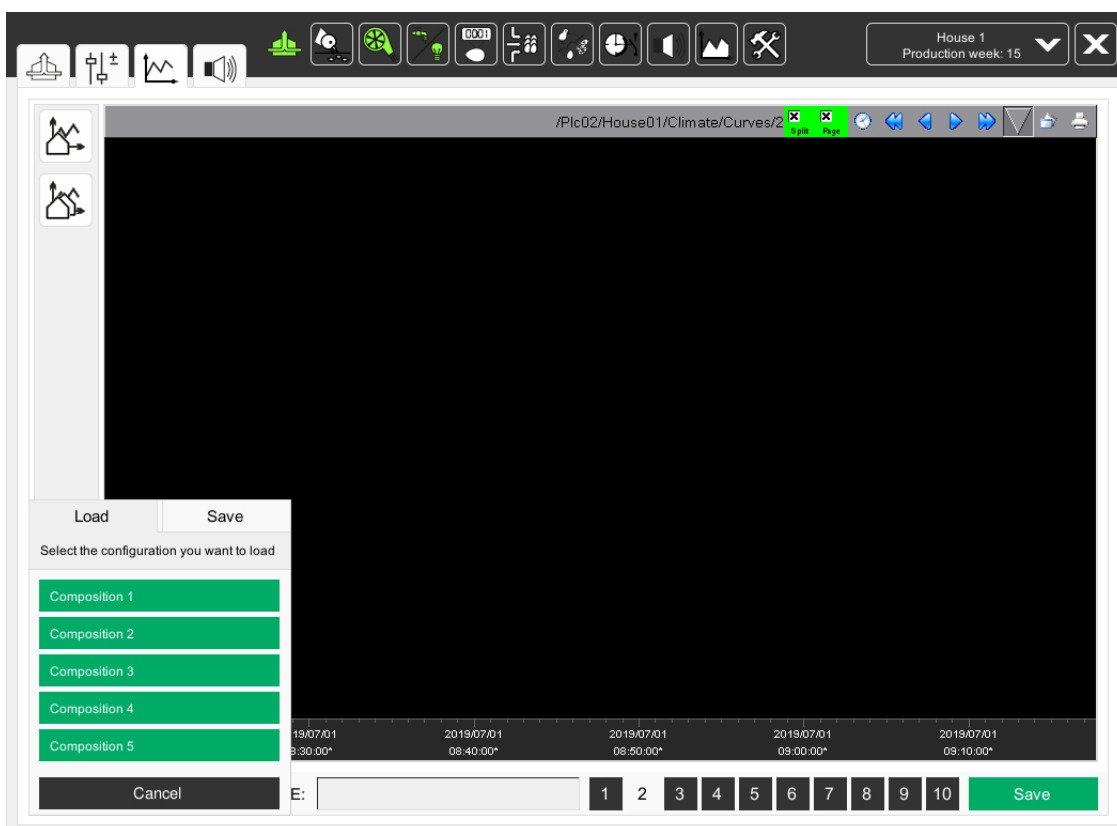 0001
House 1
Production week: 15
/Plc02/House01/Climate/Curves/2
Split
Page
Load
Save
Select the configuration you want to load
Composition 1
Composition 2
Composition 3
Composition 4
Composition 5
Cancel
19/07/01
2019/07/01
2019/07/01
2019/07/01
2019/07/01
8:30:00*
08:40:00*
08:50:00*
09:00:00*
09:10:00*
E:
1 2 3 4 5 6 7 8 9 10
Save